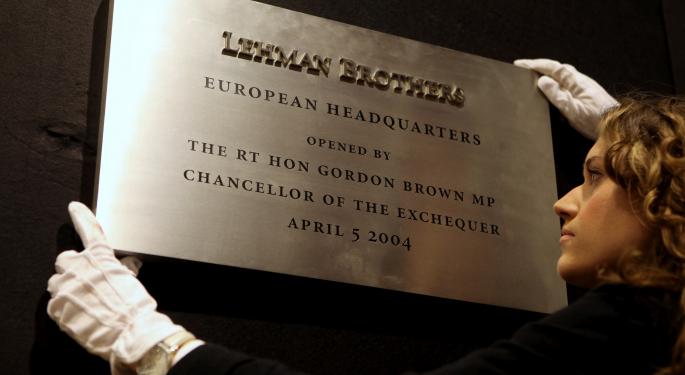 LEHMAN BROTHERS
EUROPEAN HEADQUARTERS
OPENED BY
THE RT HON GORDON BROWN MP
CHANCELLOR OF THE EXCHEQUER
APRIL 5 2004